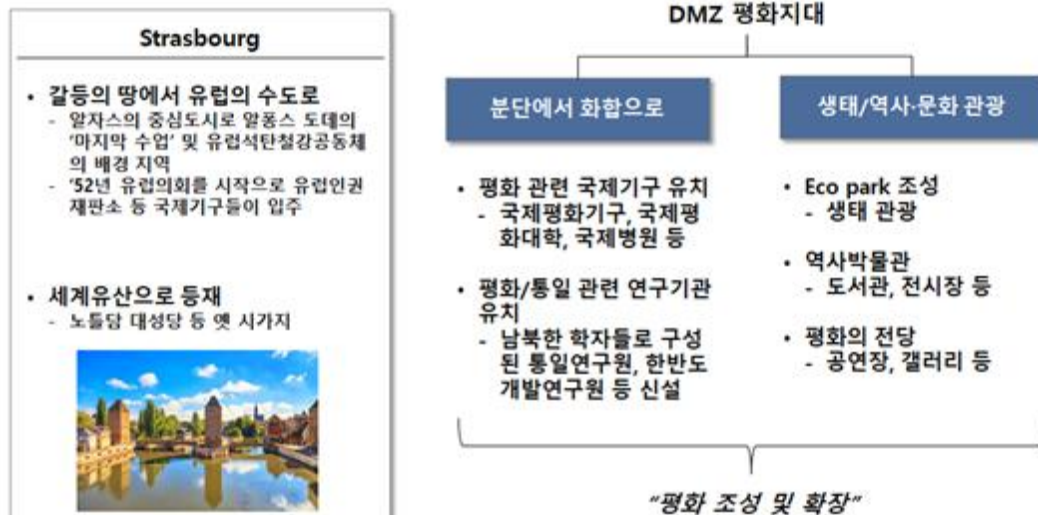 Strasbourg
• 갈등의 땅에서 유럽의 수도로
- 알자스의 중심도시로 알퐁스 도데의
‘마지막 수업’ 및 유럽석탄철강공동체
의 배경 지역
- ‘52년 유럽의회를 시작으로 유럽인권
재판소 등 국제기구들이 입주
• 세계유산으로 등재
- 노틀담 대성당 등 옛 시가지
DMZ 평화지대
분단에서 화합으로
• 평화 관련 국제기구 유치
- 국제평화기구, 국제평
화대학, 국제병원 등
• 평화/통일 관련 연구기관
유치
- 남북한 학자들로 구성
된 통일연구원, 한반도
개발연구원 등 신설
생태/역사·문화 관광
• Eco park 조성
- 생태 관광
• 역사박물관
- 도서관, 전시장 등
• 평화의 전당
- 공연장, 갤러리 등
“평화 조성 및 확장”